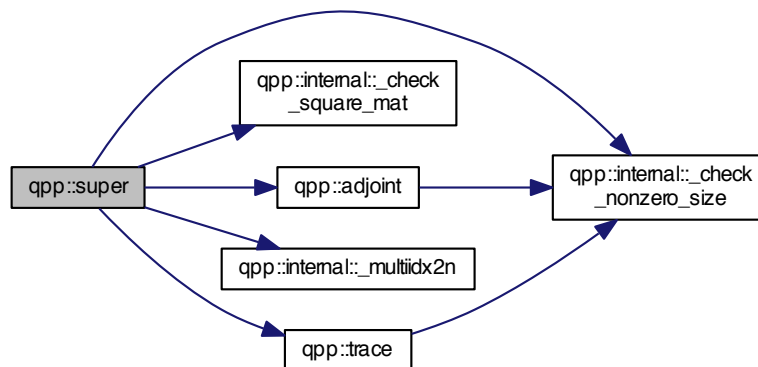 qpp::internal::_check
_square_mat
qpp::super
qpp::adjoint
qpp::internal::_check
_nonzero_size
qpp::internal::_multiidx2n
qpp::trace